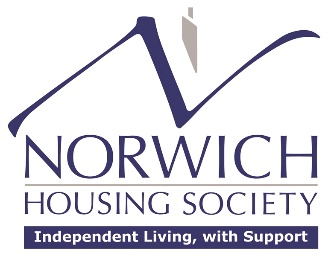 NORWICH
HOUSING SOCIETY
Independent Living, with Support